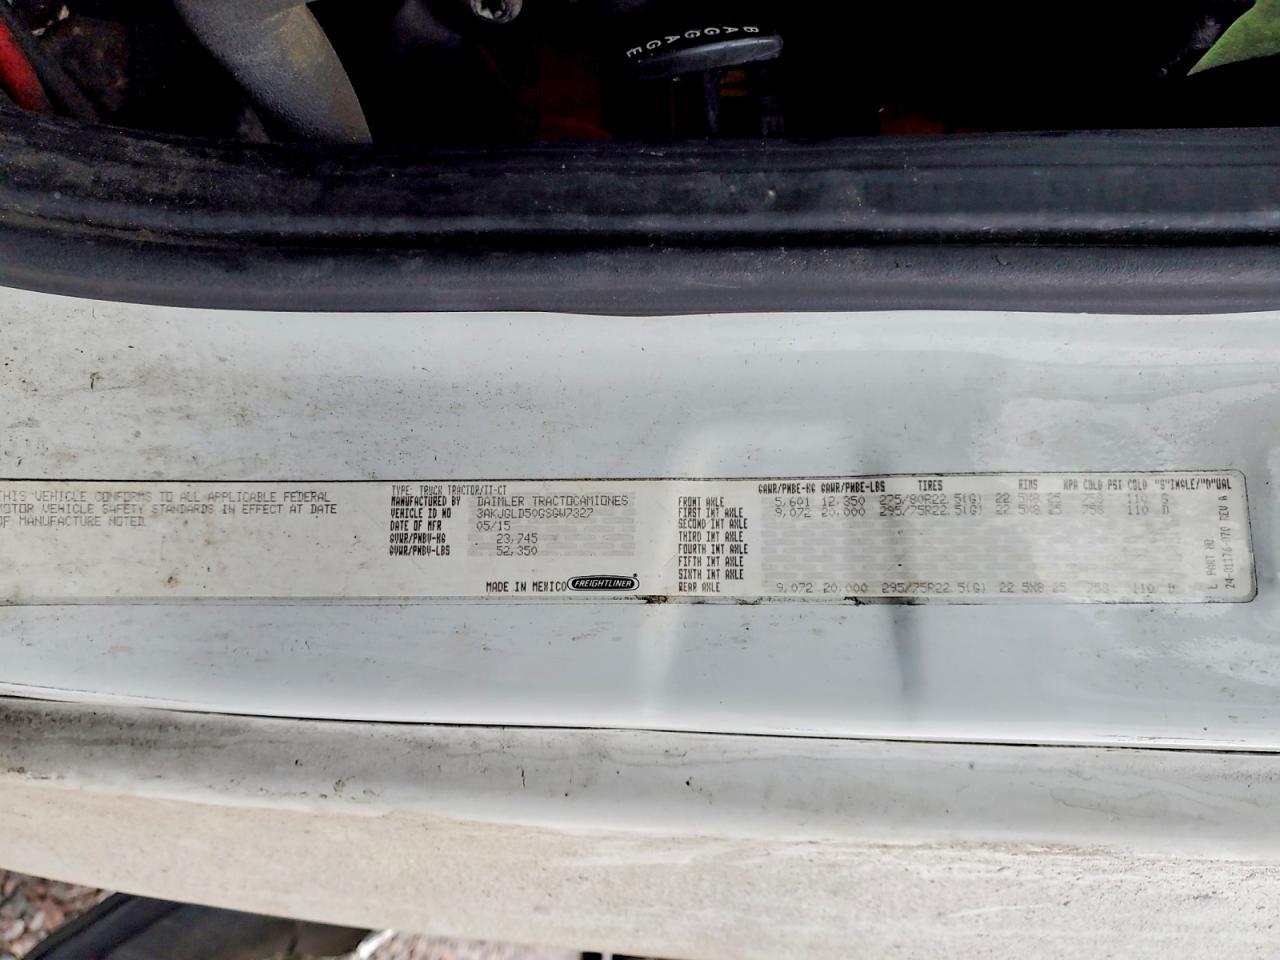 BAGGAGE
THIS VEHICLE CONFORMS TO ALL APPLICABLE FEDERAL
MOTOR VEHICLE SAFETY STANDARDS IN EFFECT AT DATE
OF MANUFACTURE NOTED.
TYPE: TRUCK TRACTOR/TT-CT
MANUFACTURED BY DAIMLER TRACTOCAMIONES
VEHICLE ID NO 3AKJGLD50GSGW7327
DATE OF MFR 05/15
GVWR/PNBV-KG 23,745
GVWR/PNBV-LBS 52,350
MADE IN MEXICO FREIGHTLINER
GAWR/PNBE-KG GAWR/PNBE-LBS TIRES RIMS KPA COLD PSI COLD "S"INGLE/"D"UAL
FRONT AXLE 5,601 12,350 275/80R22.5(G) 22.5X8.25 758 110 S
FIRST INT AXLE 9,072 20,000 295/75R22.5(G) 22.5X8.25 758 110 D
SECOND INT AXLE
THIRD INT AXLE
FOURTH INT AXLE
FIFTH INT AXLE
SIXTH INT AXLE
REAR AXLE 9,072 20,000 295/75R22.5(G) 22.5X8.25 758 110 D
PART NO
24-01176-070 REV A